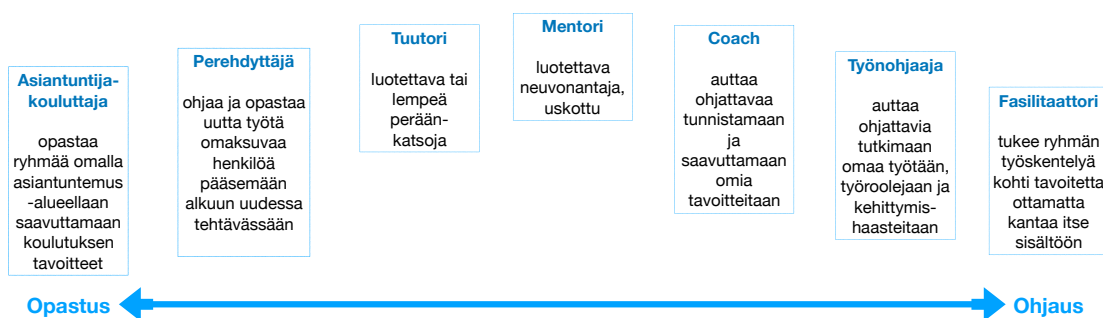 Asiantuntija-
kouluttaja
opastaa
ryhmää omalla
asiantuntemus
-alueellaan
saavuttamaan
koulutuksen
tavoitteet
Perehdyttäjä
ohjaa ja opastaa
uutta työtä
omaksuvaa
henkilöä
pääsemään
alkuun uudessa
tehtävässään
Tuutori
luotettava tai
lempeä
perään-
katsoja
Mentori
luotettava
neuvonantaja,
uskottu
Coach
auttaa
ohjattavaa
tunnistamaan
ja
saavuttamaan
omia
tavoitteitaan
Työnohjaaja
auttaa
ohjattavia
tutkimaan
omaa työtään,
työroolejaan ja
kehittymis-
haasteitaan
Fasilitaattori
tukee ryhmän
työskentelyä
kohti tavoitetta
ottamatta
kantaa itse
sisältöön
Opastus
Ohjaus